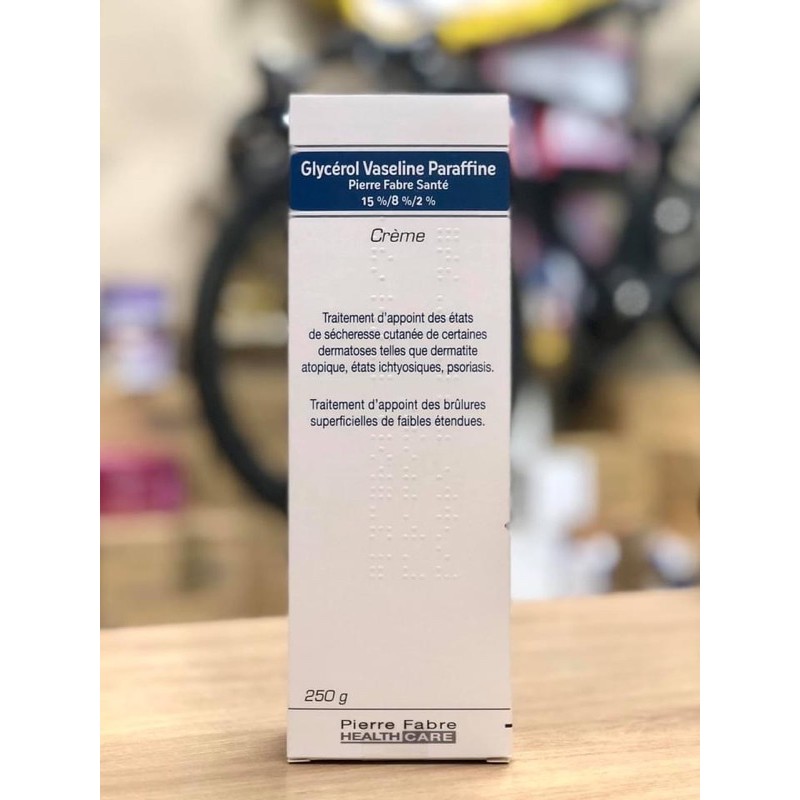 Glycérol Vaseline Paraffine
Pierre Fabre Santé
15 %/8 %/2 %
Crème
Traitement d'appoint des états
de sécheresse cutanée de certaines
dermatoses telles que dermatite
atopique, états ichtyosiques, psoriasis.
Traitement d'appoint des brûlures
superficielles de faibles étendues.
250 g
Pierre Fabre
HEALTH CARE